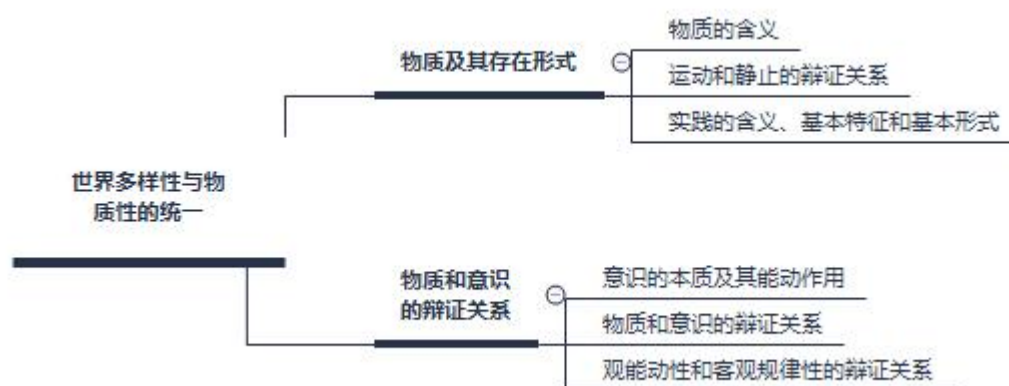 物质的含义
物质及其存在形式
运动和静止的辩证关系
实践的含义、基本特征和基本形式
世界多样性与物
质性的统一
物质和意识
的辩证关系
意识的本质及其能动作用
物质和意识的辩证关系
观能动性和客观规律性的辩证关系